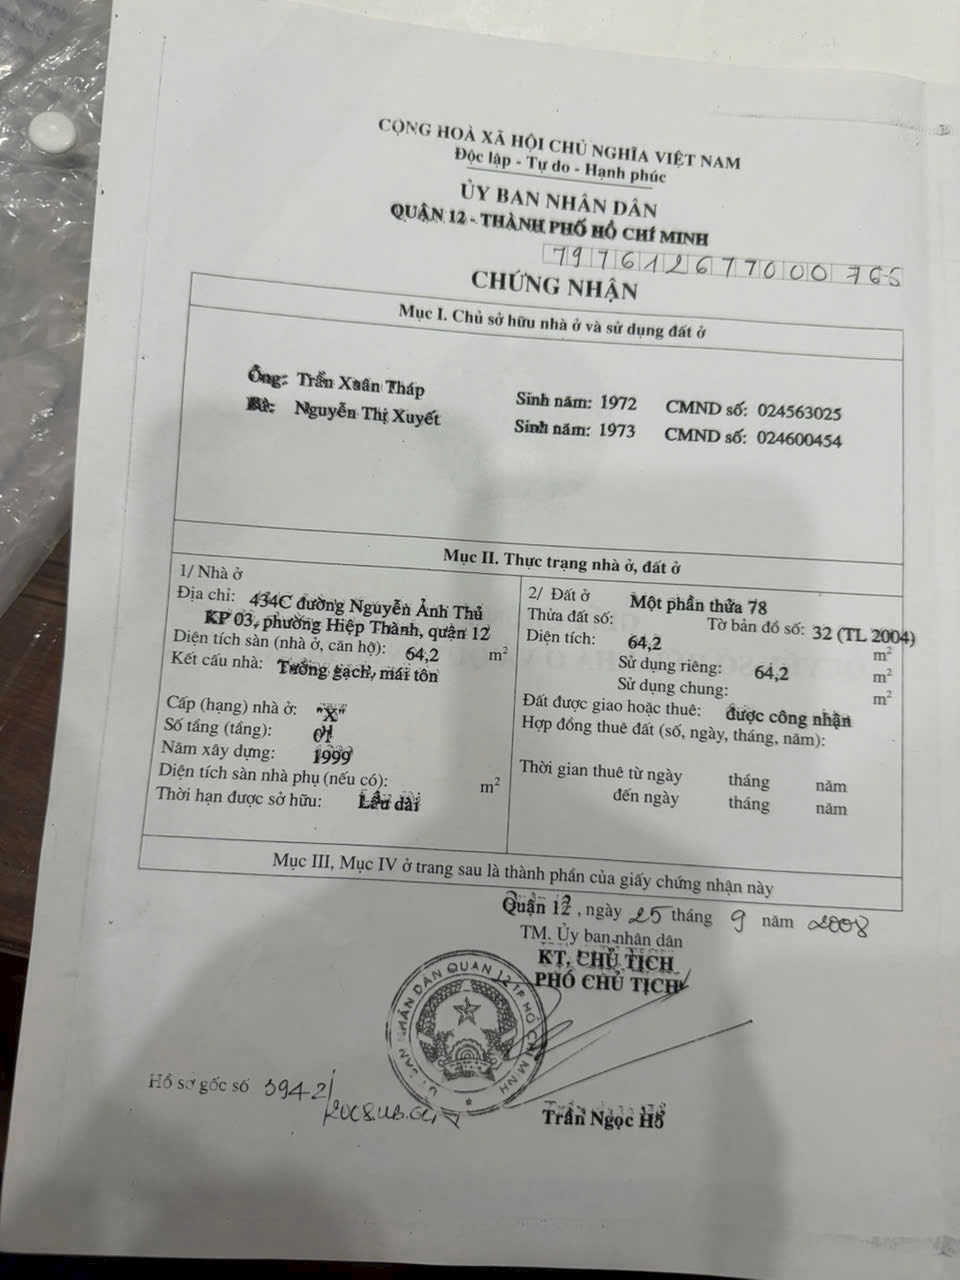 CỘNG HOÀ XÃ HỘI CHỦ NGHĨA VIỆT NAM
Độc lập - Tự do - Hạnh phúc
ỦY BAN NHÂN DÂN
QUẬN 12 - THÀNH PHỐ HỒ CHÍ MINH
797612677000765
CHỨNG NHẬN
Mục I. Chủ sở hữu nhà ở và sử dụng đất ở
Ông: Trần Xuân Tháp Sinh năm: 1972 CMND số: 024563025
Bà: Nguyễn Thị Xuyết Sinh năm: 1973 CMND số: 024600454
Mục II. Thực trạng nhà ở, đất ở
1/ Nhà ở
Địa chỉ: 434C đường Nguyễn Ảnh Thủ
KP 03, phường Hiệp Thành, quận 12
Diện tích sàn (nhà ở, căn hộ): 64,2 m²
Kết cấu nhà: Tường gạch, mái tôn
Cấp (hạng) nhà ở: "X"
Số tầng (tầng): 01
Năm xây dựng: 1999
Diện tích sàn nhà phụ (nếu có): m²
Thời hạn được sở hữu: Lâu dài
2/ Đất ở
Thửa đất số: Một phần thửa 78 Tờ bản đồ số: 32 (TL 2004)
Diện tích: 64,2 m²
Sử dụng riêng: 64,2 m²
Sử dụng chung: m²
Đất được giao hoặc thuê: được công nhận
Hợp đồng thuê đất (số, ngày, tháng, năm):
Thời gian thuê từ ngày tháng năm
đến ngày tháng năm
Mục III, Mục IV ở trang sau là thành phần của giấy chứng nhận này
Quận 12, ngày 25 tháng 9 năm 2008
TM. Ủy ban nhân dân
KT. CHỦ TỊCH
PHÓ CHỦ TỊCH
ỦY BAN NHÂN DÂN QUẬN 12 TP HỒ CHÍ MINH
Hồ sơ gốc số 3942/
Trần Ngọc Hổ